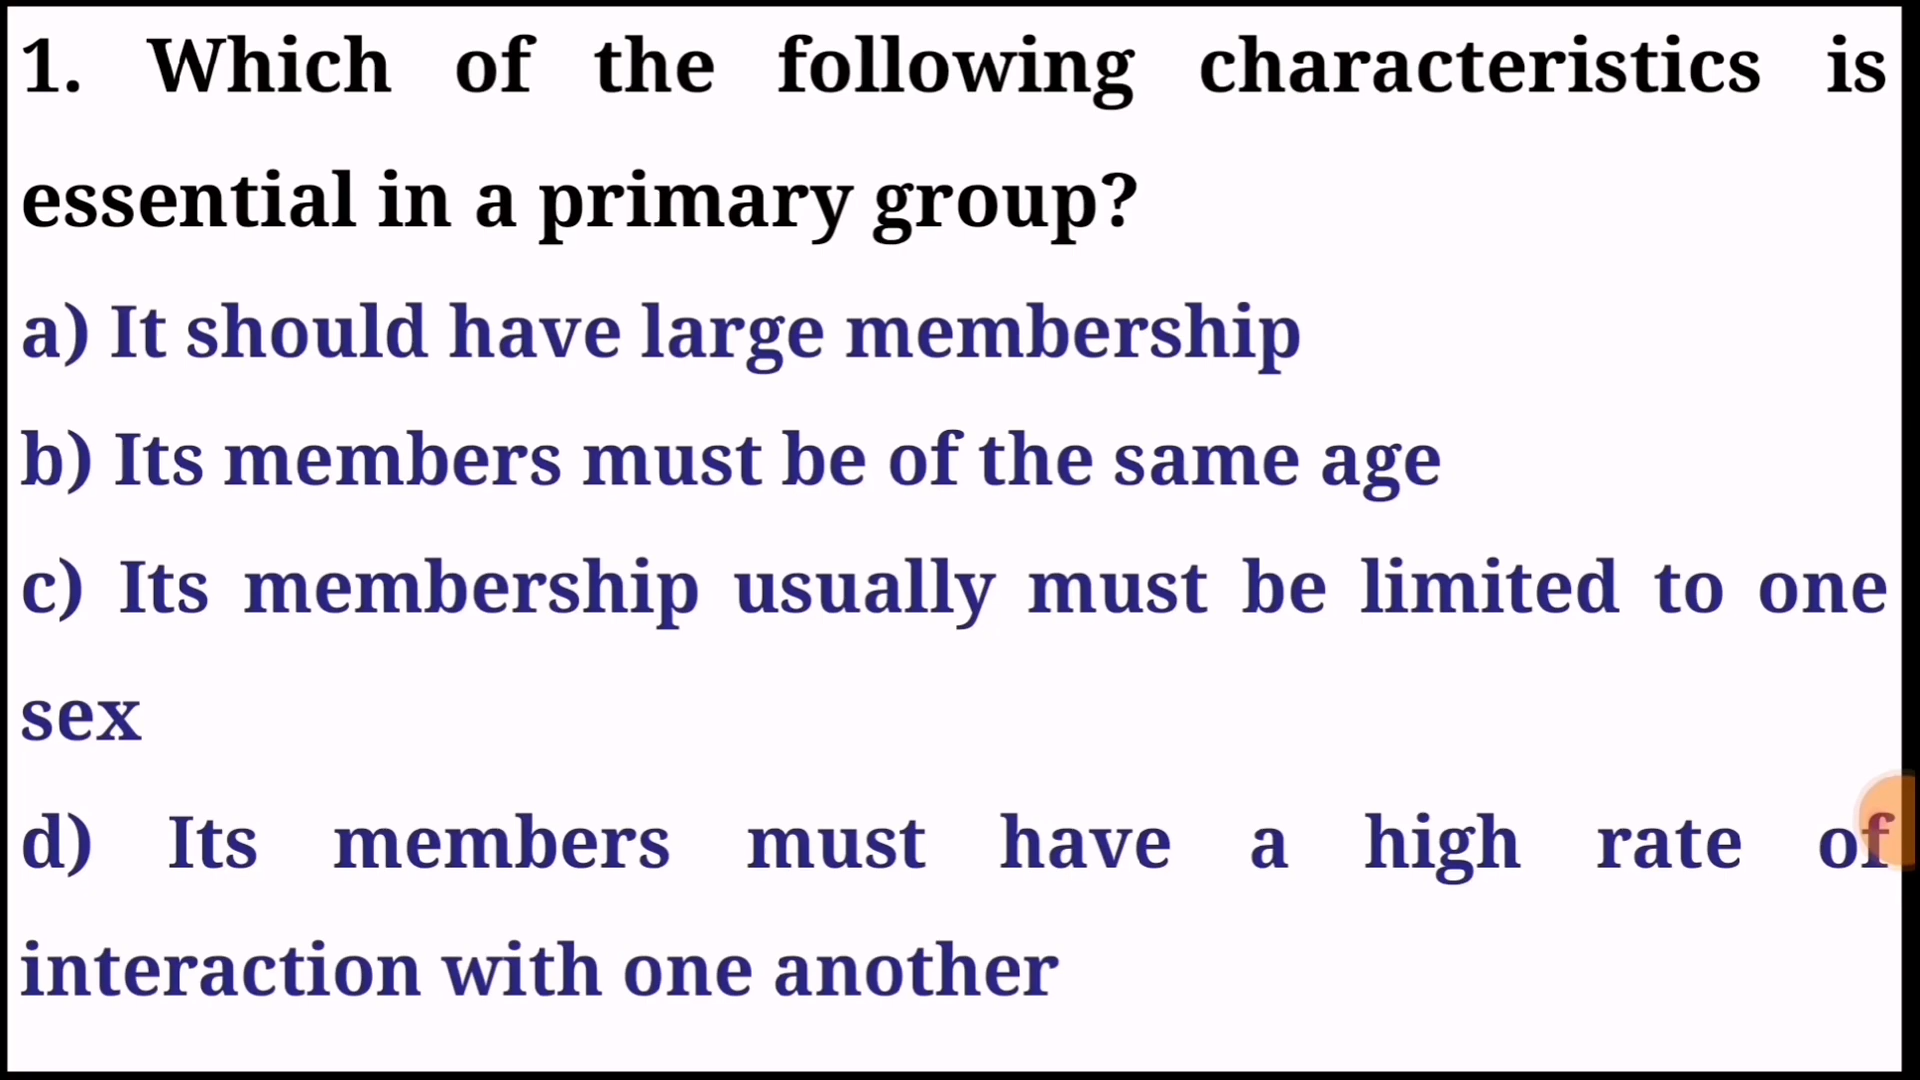 1. Which of the following characteristics is
essential in a primary group?
a) It should have large membership
b) Its members must be of the same age
c) Its membership usually must be limited to one
sex
d) Its members must have a high rate of
interaction with one another